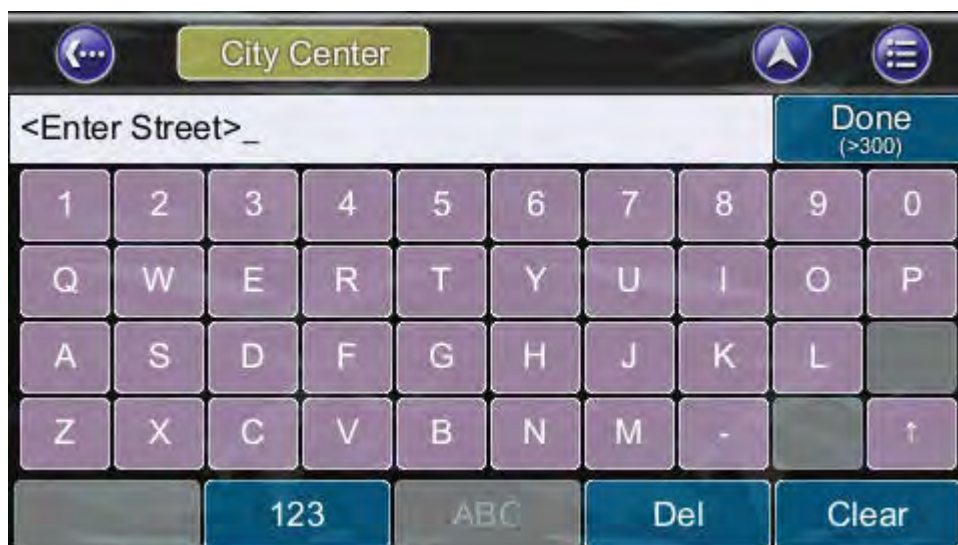 City Center
<Enter Street>_
Done
(>300)
1 2 3 4 5 6 7 8 9 0
Q W E R T Y U I O P
A S D F G H J K L
Z X C V B N M - ↑
123 ABC Del Clear